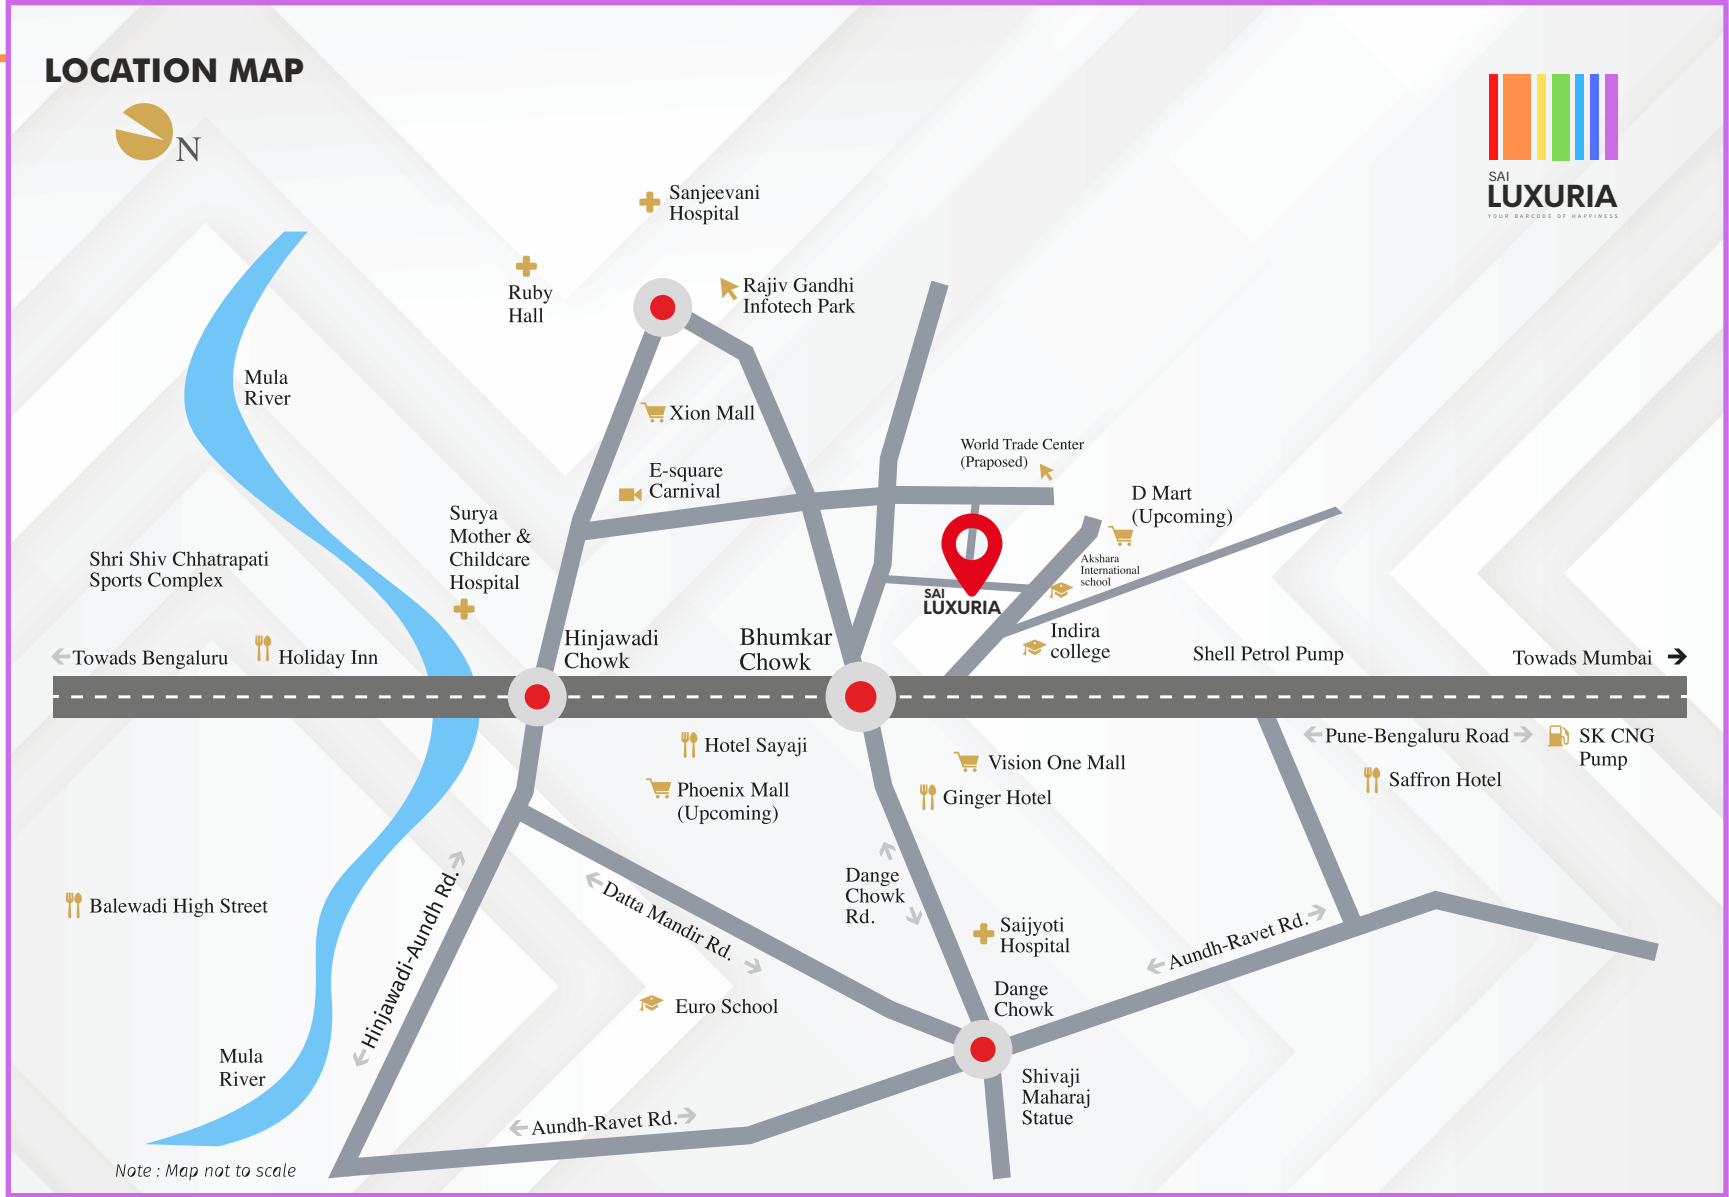 LOCATION MAP
N
SAI
LUXURIA
YOUR BARCODE OF HAPPINESS
Sanjeevani
Hospital
Ruby
Hall
Rajiv Gandhi
Infotech Park
Mula
River
Xion Mall
E-square
Carnival
World Trade Center
(Praposed)
D Mart
(Upcoming)
Surya
Mother &
Childcare
Hospital
Shri Shiv Chhatrapati
Sports Complex
Akshara
International
school
SAI
LUXURIA
Indira
college
Hinjawadi
Chowk
Bhumkar
Chowk
Towads Bengaluru
Holiday Inn
Shell Petrol Pump
Towads Mumbai
Hotel Sayaji
Phoenix Mall
(Upcoming)
Vision One Mall
Ginger Hotel
Pune-Bengaluru Road
SK CNG
Pump
Saffron Hotel
Balewadi High Street
Hinjawadi-Aundh Rd.
Datta Mandir Rd.
Dange
Chowk
Rd.
Saijyoti
Hospital
Aundh-Ravet Rd.
Dange
Chowk
Euro School
Mula
River
Shivaji
Maharaj
Statue
Aundh-Ravet Rd.
Note : Map not to scale